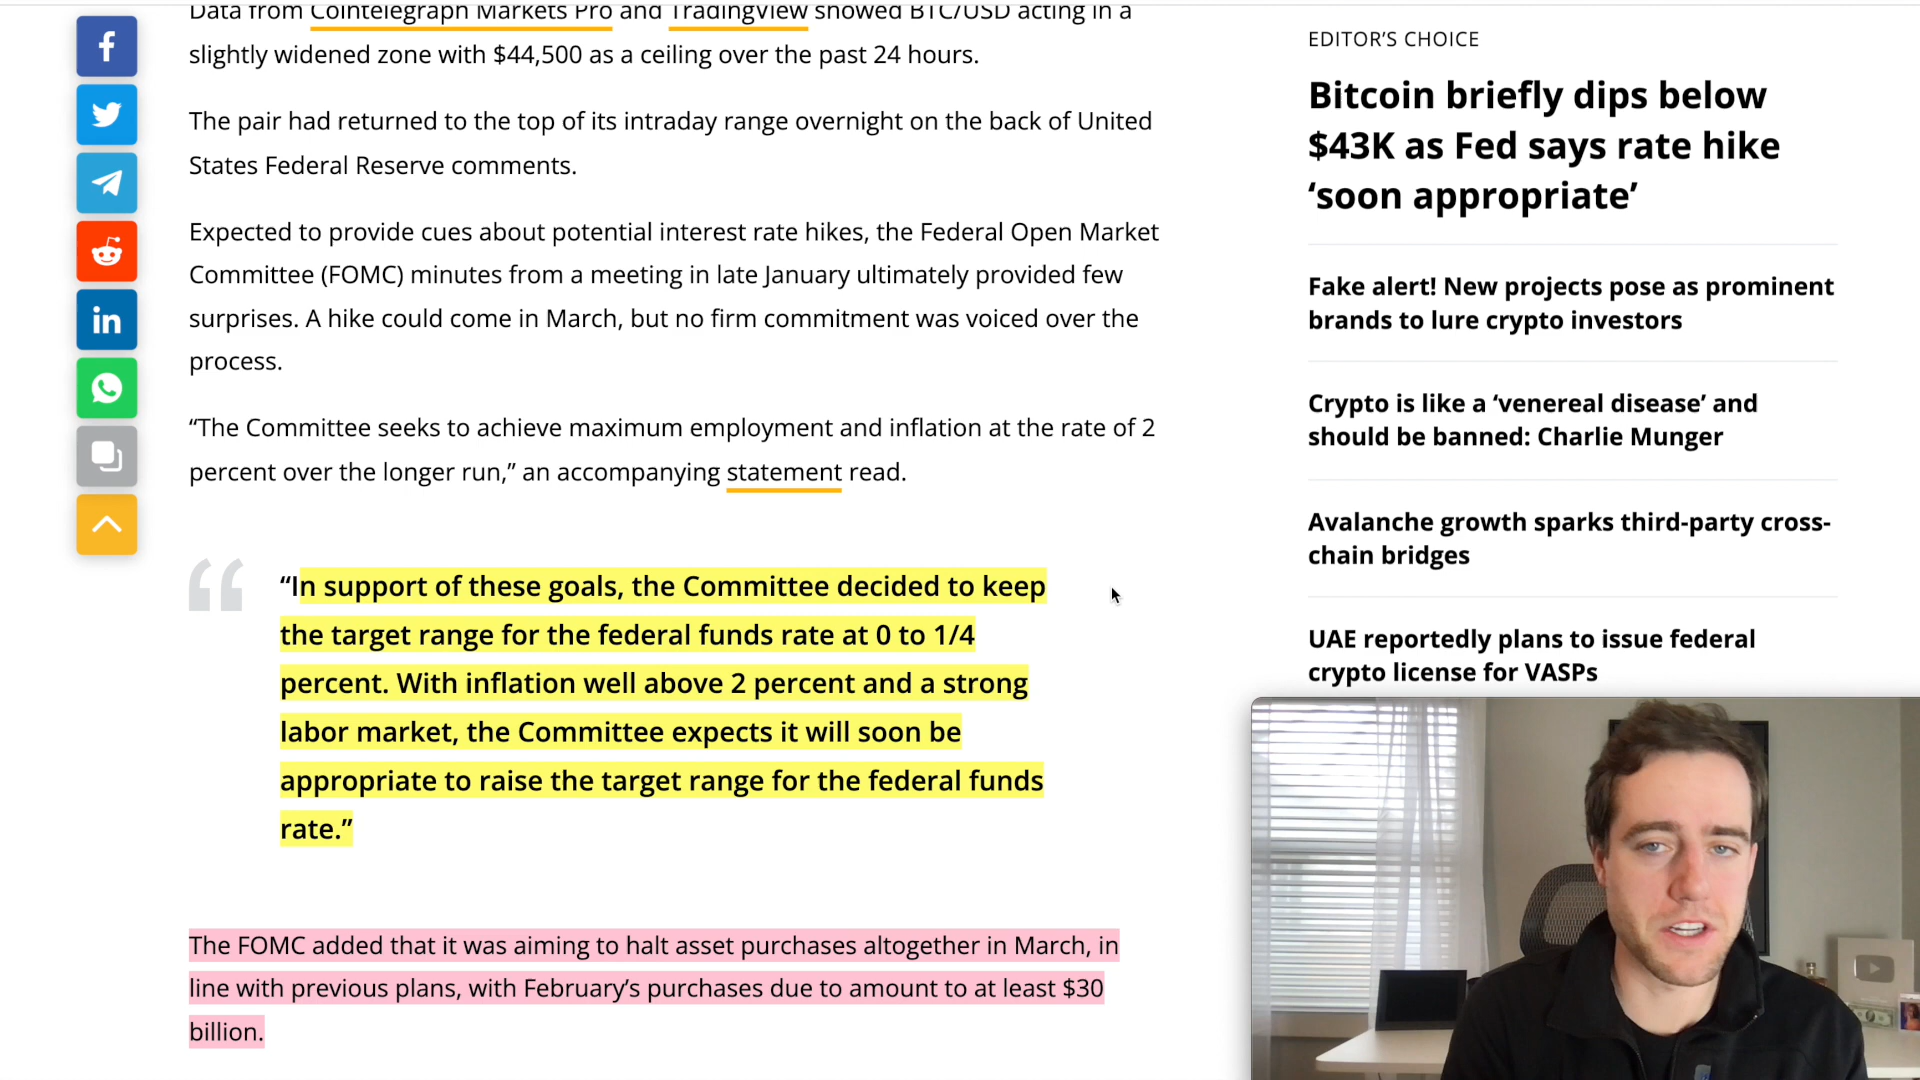 Data from Cointelegraph Markets Pro and TradingView showed BTC/USD acting in a
slightly widened zone with $44,500 as a ceiling over the past 24 hours.
The pair had returned to the top of its intraday range overnight on the back of United
States Federal Reserve comments.
Expected to provide cues about potential interest rate hikes, the Federal Open Market
Committee (FOMC) minutes from a meeting in late January ultimately provided few
surprises. A hike could come in March, but no firm commitment was voiced over the
process.
“The Committee seeks to achieve maximum employment and inflation at the rate of 2
percent over the longer run,” an accompanying statement read.
“In support of these goals, the Committee decided to keep
the target range for the federal funds rate at 0 to 1/4
percent. With inflation well above 2 percent and a strong
labor market, the Committee expects it will soon be
appropriate to raise the target range for the federal funds
rate.”
The FOMC added that it was aiming to halt asset purchases altogether in March, in
line with previous plans, with February’s purchases due to amount to at least $30
billion.
EDITOR’S CHOICE
Bitcoin briefly dips below
$43K as Fed says rate hike
‘soon appropriate’
Fake alert! New projects pose as prominent
brands to lure crypto investors
Crypto is like a ‘venereal disease’ and
should be banned: Charlie Munger
Avalanche growth sparks third-party cross-
chain bridges
UAE reportedly plans to issue federal
crypto license for VASPs